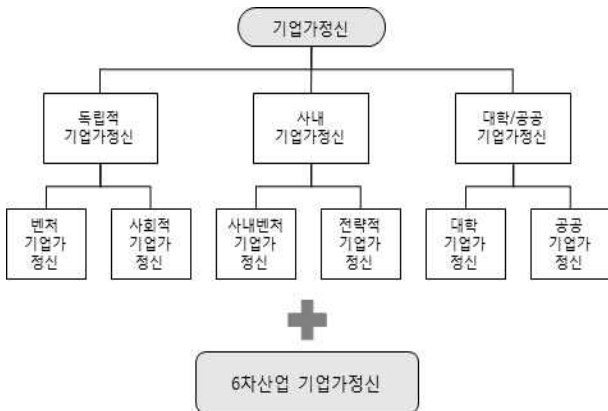 기업가정신
독립적
기업가정신
사내
기업가정신
대학/공공
기업가정신
벤처
기업가
정신
사회적
기업가
정신
사내벤처
기업가
정신
전략적
기업가
정신
대학
기업가
정신
공공
기업가
정신
6차산업 기업가정신